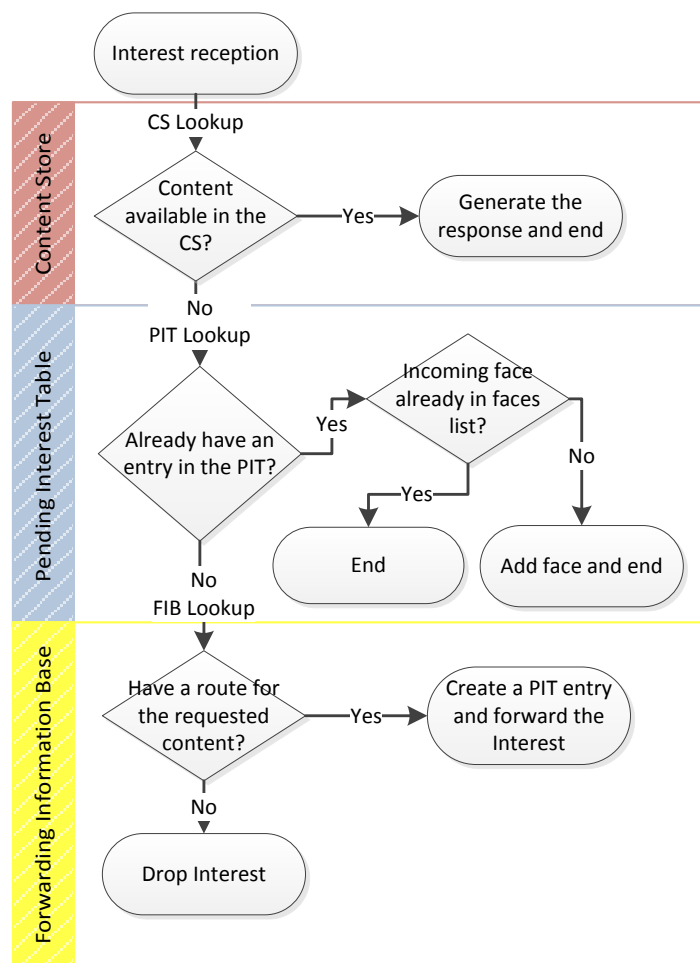 Interest reception
CS Lookup
Content Store
Content
available in the
CS?
Yes
Generate the
response and end
No
PIT Lookup
Pending Interest Table
Already have an
entry in the PIT?
Yes
Incoming face
already in faces
list?
Yes
No
End
Add face and end
No
FIB Lookup
Forwarding Information Base
Have a route for
the requested
content?
Yes
Create a PIT entry
and forward the
Interest
No
Drop Interest